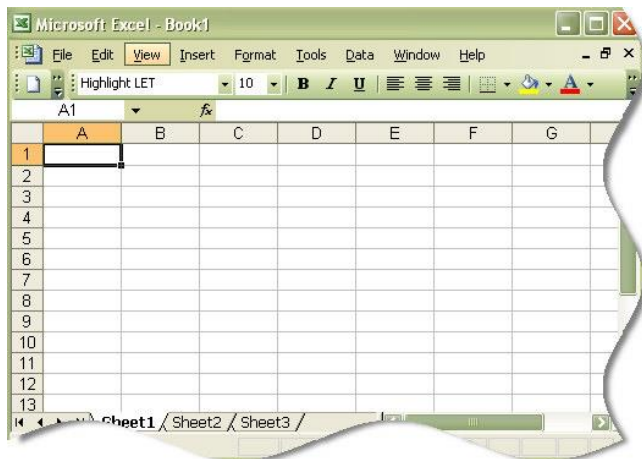 Microsoft Excel - Book1
File Edit View Insert Format Tools Data Window Help
Highlight LET 10 B I U A
A1 fx
A B C D E F G
1
2
3
4
5
6
7
8
9
10
11
12
13
Sheet1 Sheet2 Sheet3